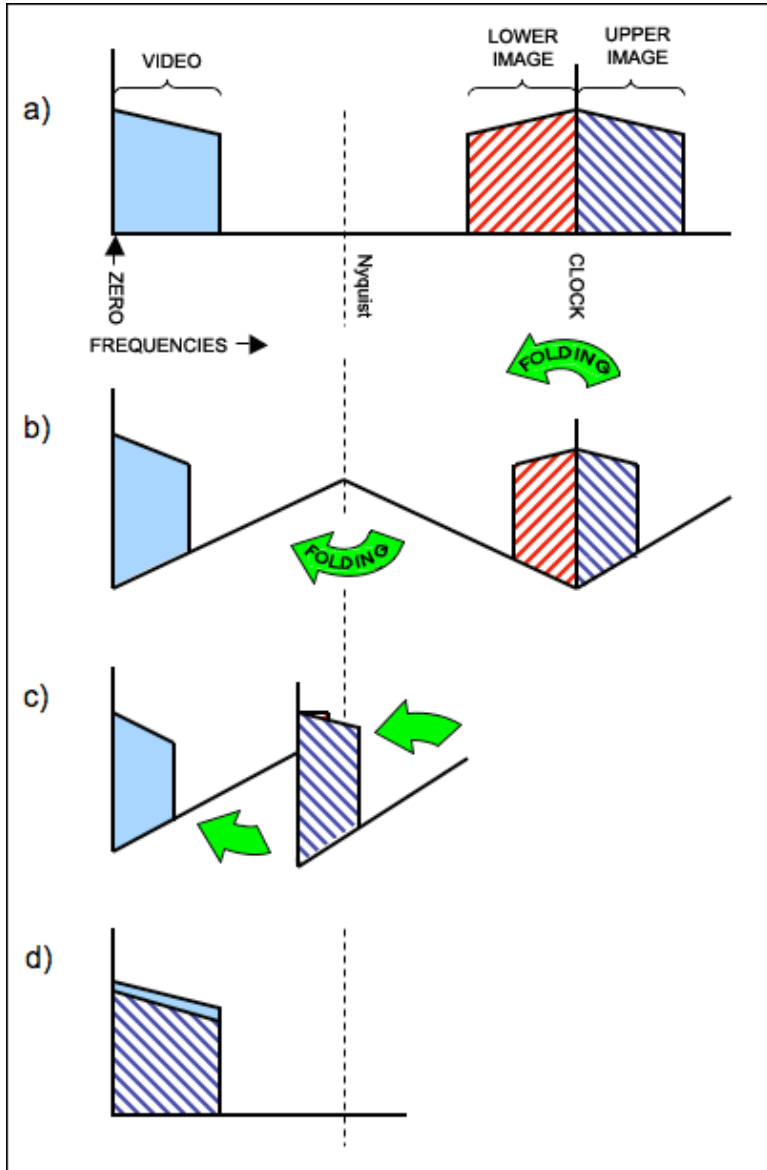 VIDEO
LOWER
IMAGE
UPPER
IMAGE
a)
ZERO
Nyquist
CLOCK
FREQUENCIES
FOLDING
b)
FOLDING
c)
d)